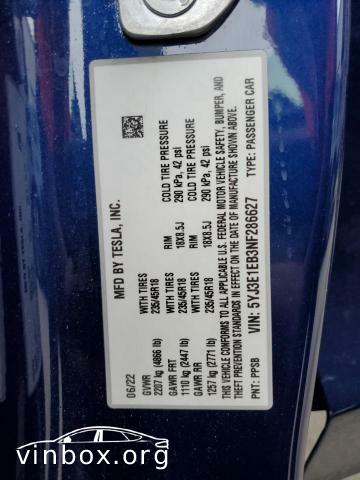 MFD BY TESLA, INC.
06/22
GVWR
2207 kg (4866 lb)
GAWR FRT WITH TIRES RIM COLD TIRE PRESSURE
1110 kg (2447 lb) 235/45R18 18X8.5J 290 kPa, 42 psi
GAWR RR WITH TIRES RIM COLD TIRE PRESSURE
1257 kg (2771 lb) 235/45R18 18X8.5J 290 kPa, 42 psi
THIS VEHICLE CONFORMS TO ALL APPLICABLE FEDERAL MOTOR VEHICLE SAFETY, BUMPER, AND
THEFT PREVENTION STANDARDS IN EFFECT ON THE DATE OF MANUFACTURE SHOWN ABOVE.
VIN: 5YJ3E1EB3NF286627
PNT: PPSB TYPE: PASSENGER CAR
vinbox.org